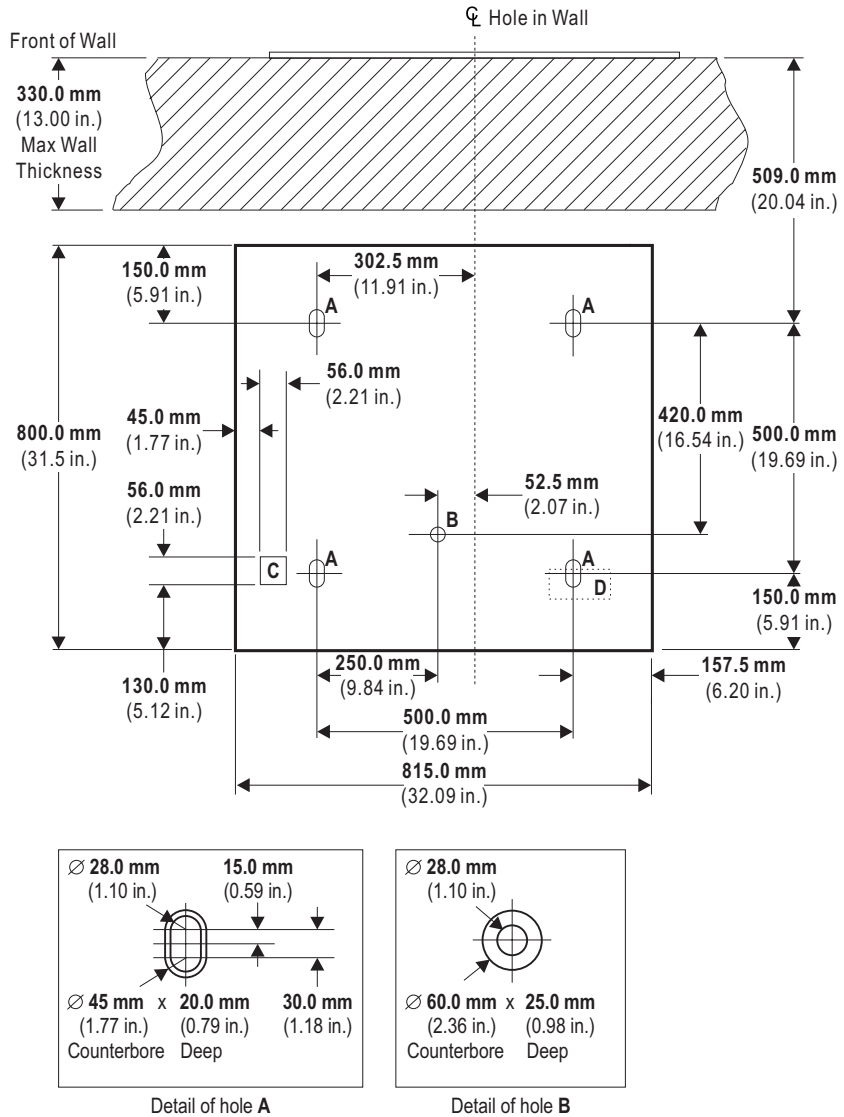 ℄ Hole in Wall
Front of Wall
330.0 mm
(13.00 in.)
Max Wall
Thickness
509.0 mm
(20.04 in.)
150.0 mm
(5.91 in.)
302.5 mm
(11.91 in.)
A
A
56.0 mm
(2.21 in.)
45.0 mm
(1.77 in.)
420.0 mm
(16.54 in.)
500.0 mm
(19.69 in.)
800.0 mm
(31.5 in.)
56.0 mm
(2.21 in.)
52.5 mm
(2.07 in.)
B
A
A
C
D
150.0 mm
(5.91 in.)
130.0 mm
(5.12 in.)
250.0 mm
(9.84 in.)
157.5 mm
(6.20 in.)
500.0 mm
(19.69 in.)
815.0 mm
(32.09 in.)
∅ 28.0 mm
(1.10 in.)
15.0 mm
(0.59 in.)
∅ 45 mm x 20.0 mm
(1.77 in.) (0.79 in.)
Counterbore Deep
30.0 mm
(1.18 in.)
Detail of hole A
∅ 28.0 mm
(1.10 in.)
∅ 60.0 mm x 25.0 mm
(2.36 in.) (0.98 in.)
Counterbore Deep
Detail of hole B